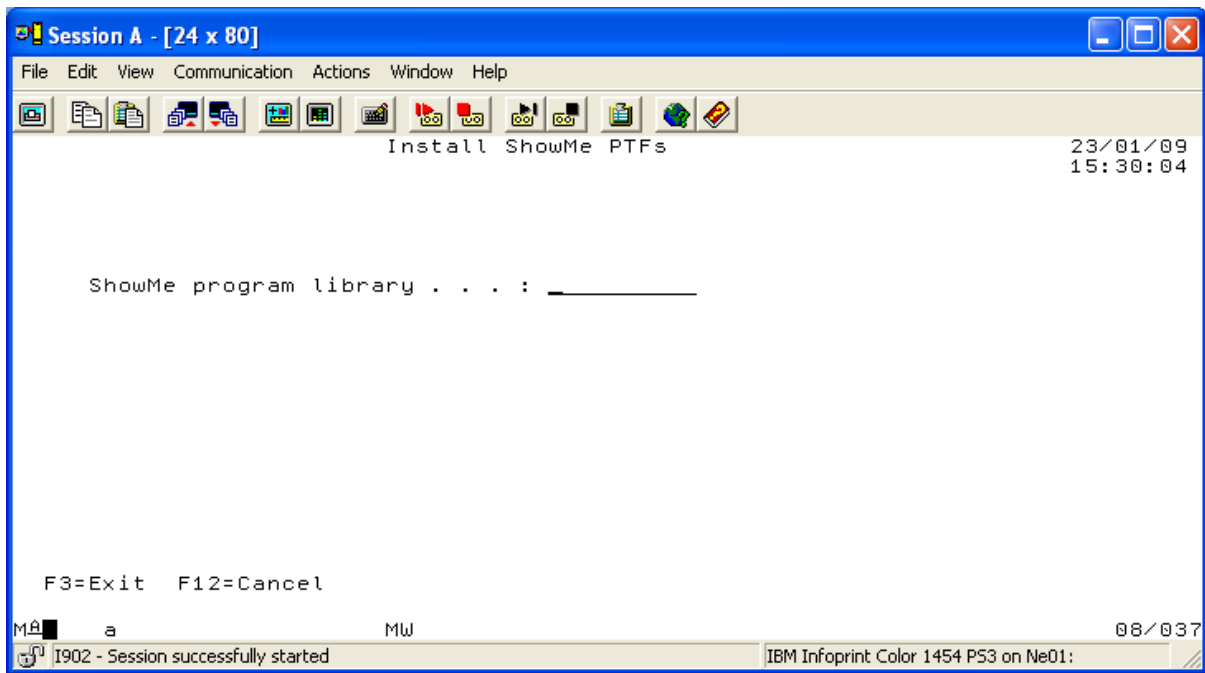 Session A - [24 x 80]
File Edit View Communication Actions Window Help
Install ShowMe PTFs 23/01/09
15:30:04
ShowMe program library . . . : _
F3=Exit F12=Cancel
MA a MW 08/037
I902 - Session successfully started IBM Infoprint Color 1454 PS3 on Ne01: